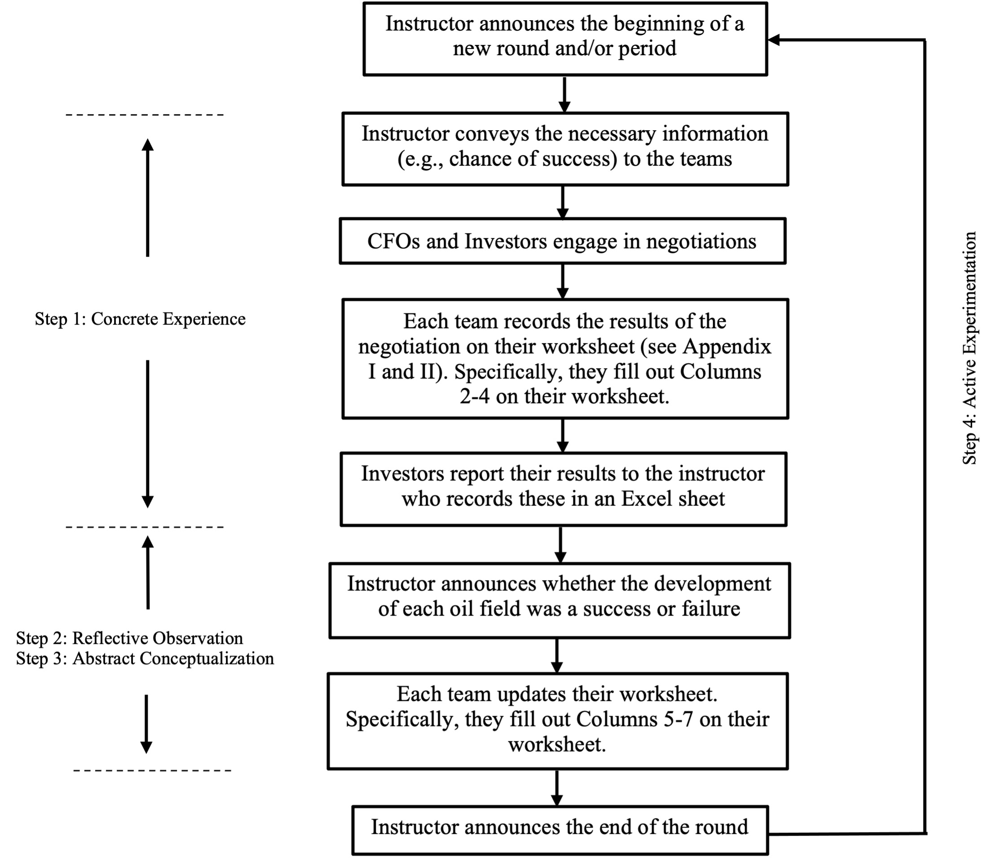 Instructor announces the beginning of a
new round and/or period
Instructor conveys the necessary information
(e.g., chance of success) to the teams
CFOs and Investors engage in negotiations
Step 1: Concrete Experience
Each team records the results of the
negotiation on their worksheet (see Appendix
I and II). Specifically, they fill out Columns
2-4 on their worksheet.
Investors report their results to the instructor
who records these in an Excel sheet
Instructor announces whether the development
of each oil field was a success or failure
Step 2: Reflective Observation
Step 3: Abstract Conceptualization
Each team updates their worksheet.
Specifically, they fill out Columns 5-7 on their
worksheet.
Instructor announces the end of the round
Step 4: Active Experimentation